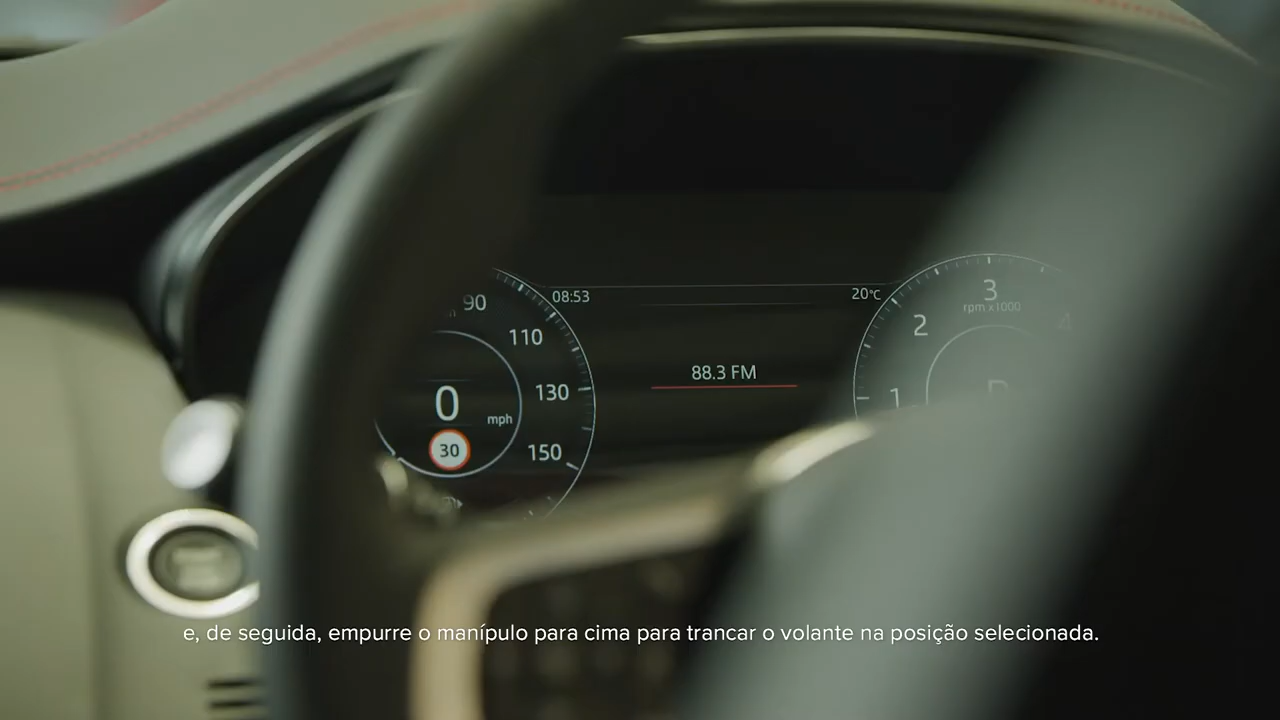 90
08:53
20°C
3
rpm x1000
110
2
4
88.3 FM
130
1
0
mph
30
150
e, de seguida, empurre o manípulo para cima para trancar o volante na posição selecionada.